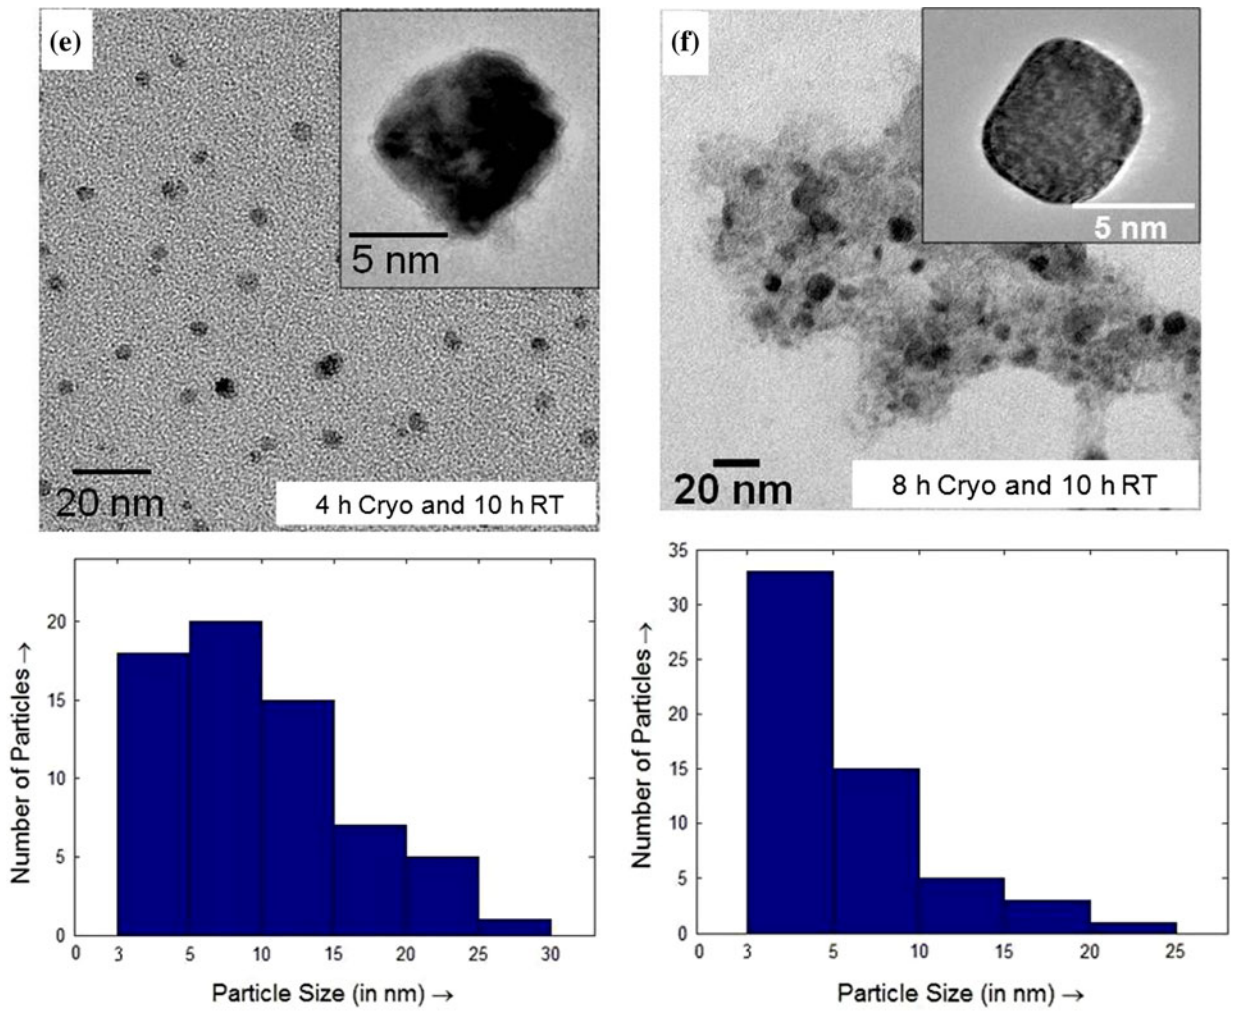 (e)
5 nm
20 nm
4 h Cryo and 10 h RT
(f)
5 nm
20 nm
8 h Cryo and 10 h RT
Number of Particles →
20
15
10
5
0
0 3 5 10 15 20 25 30
Particle Size (in nm) →
Number of Particles →
35
30
25
20
15
10
5
0
0 3 5 10 15 20 25
Particle Size (in nm) →